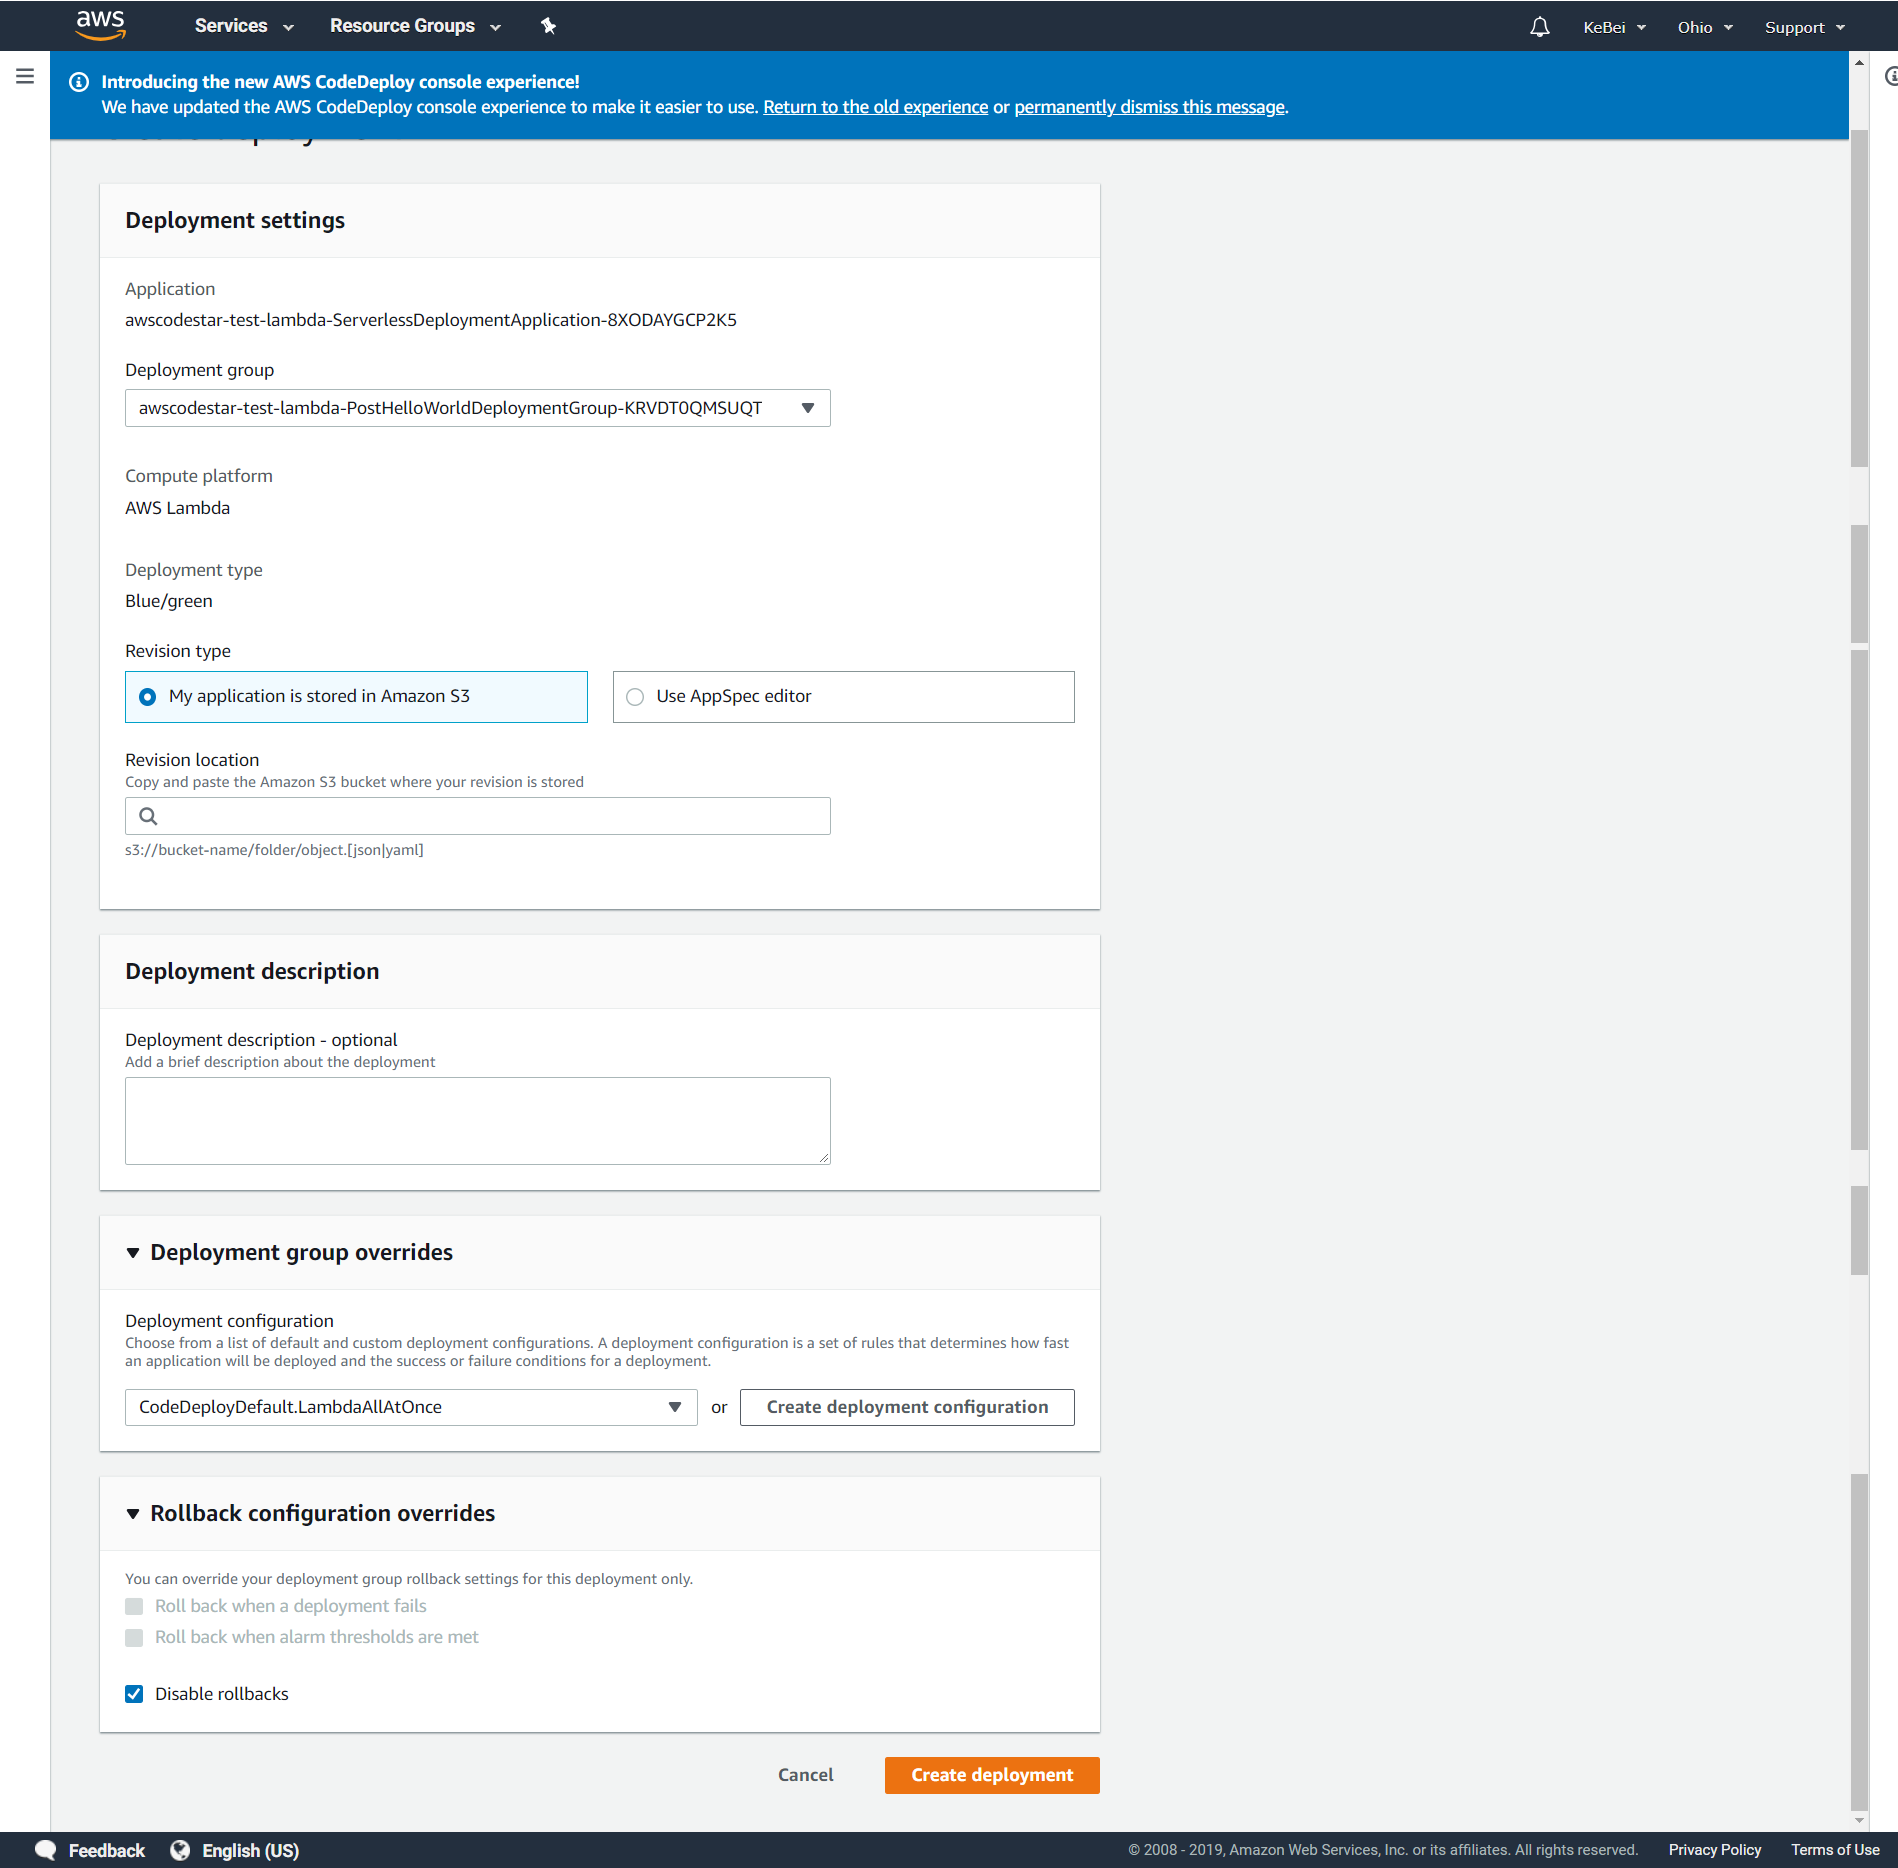 aws
Services
Resource Groups
KeBei
Ohio
Support
Introducing the new AWS CodeDeploy console experience!
We have updated the AWS CodeDeploy console experience to make it easier to use. Return to the old experience or permanently dismiss this message.
Deployment settings
Application
awscodestar-test-lambda-ServerlessDeploymentApplication-8XODAYGCP2K5
Deployment group
awscodestar-test-lambda-PostHelloWorldDeploymentGroup-KRVDT0QMSUQT
Compute platform
AWS Lambda
Deployment type
Blue/green
Revision type
My application is stored in Amazon S3
Use AppSpec editor
Revision location
Copy and paste the Amazon S3 bucket where your revision is stored
s3://bucket-name/folder/object.[json|yaml]
Deployment description
Deployment description - optional
Add a brief description about the deployment
Deployment group overrides
Deployment configuration
Choose from a list of default and custom deployment configurations. A deployment configuration is a set of rules that determines how fast
an application will be deployed and the success or failure conditions for a deployment.
CodeDeployDefault.LambdaAllAtOnce
or
Create deployment configuration
Rollback configuration overrides
You can override your deployment group rollback settings for this deployment only.
Roll back when a deployment fails
Roll back when alarm thresholds are met
Disable rollbacks
Cancel
Create deployment
Feedback
English (US)
© 2008 - 2019, Amazon Web Services, Inc. or its affiliates. All rights reserved.
Privacy Policy
Terms of Use